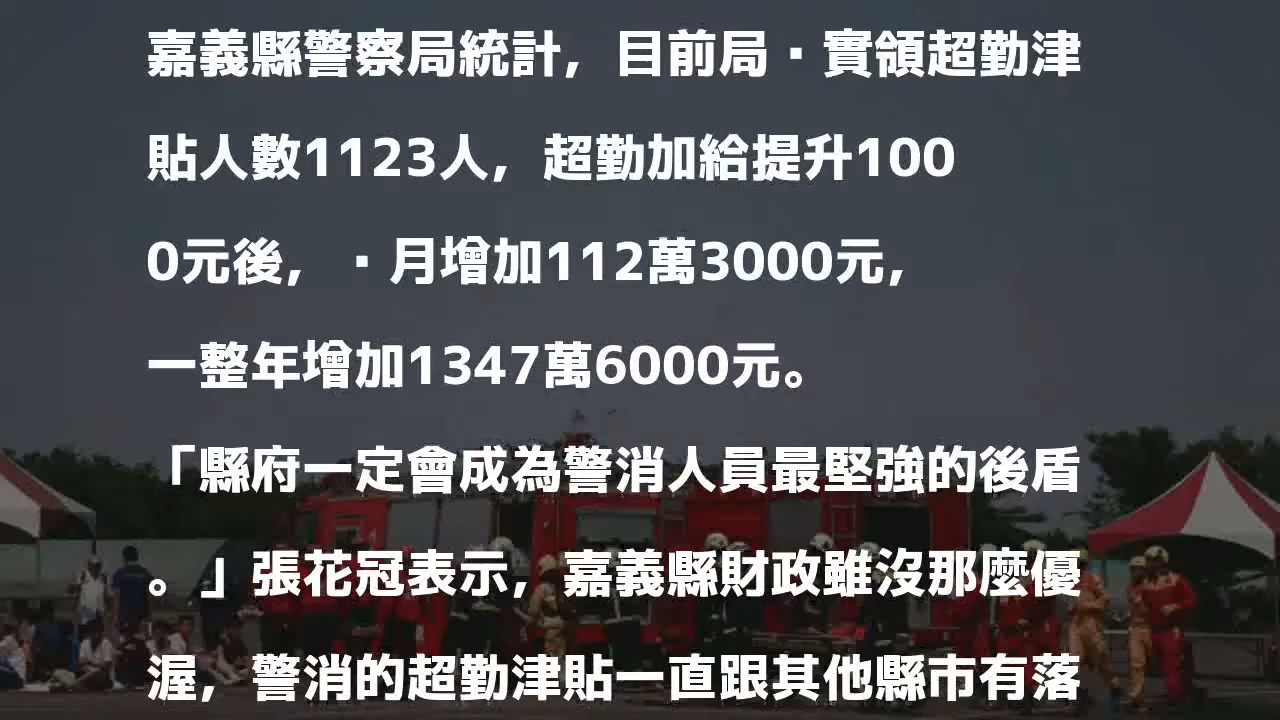 嘉義縣警察局統計，目前局▪實領超勤津
貼人數1123人，超勤加給提升100
0元後，▪月增加112萬3000元，
一整年增加1347萬6000元。
「縣府一定會成為警消人員最堅強的後盾
。」張花冠表示，嘉義縣財政雖沒那麼優
渥，警消的超勤津貼一直跟其他縣市有落